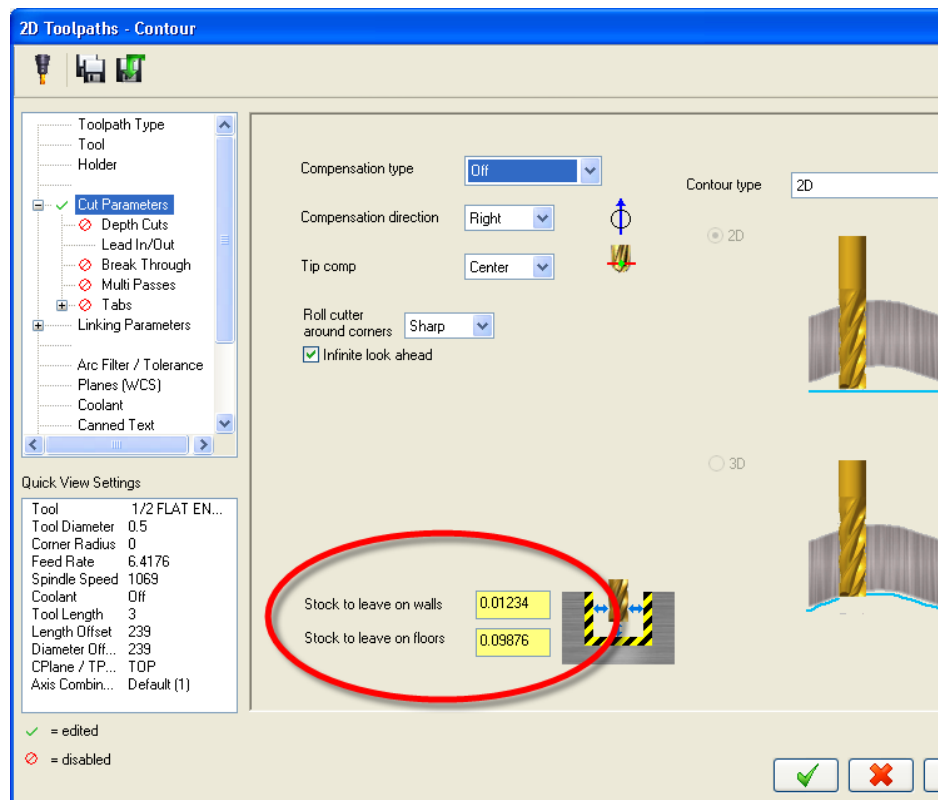 2D Toolpaths - Contour
Toolpath Type
Tool
Holder
Cut Parameters
Depth Cuts
Lead In/Out
Break Through
Multi Passes
Tabs
Linking Parameters
Arc Filter / Tolerance
Planes (WCS)
Coolant
Canned Text
Quick View Settings
Tool 1/2 FLAT EN...
Tool Diameter 0.5
Corner Radius 0
Feed Rate 6.4176
Spindle Speed 1069
Coolant Off
Tool Length 3
Length Offset 239
Diameter Off... 239
CPlane / TP... TOP
Axis Combin... Default (1)
= edited
= disabled
Compensation type Off
Compensation direction Right
Tip comp Center
Roll cutter
around corners Sharp
Infinite look ahead
Stock to leave on walls 0.01234
Stock to leave on floors 0.09876
Contour type 2D
2D
3D